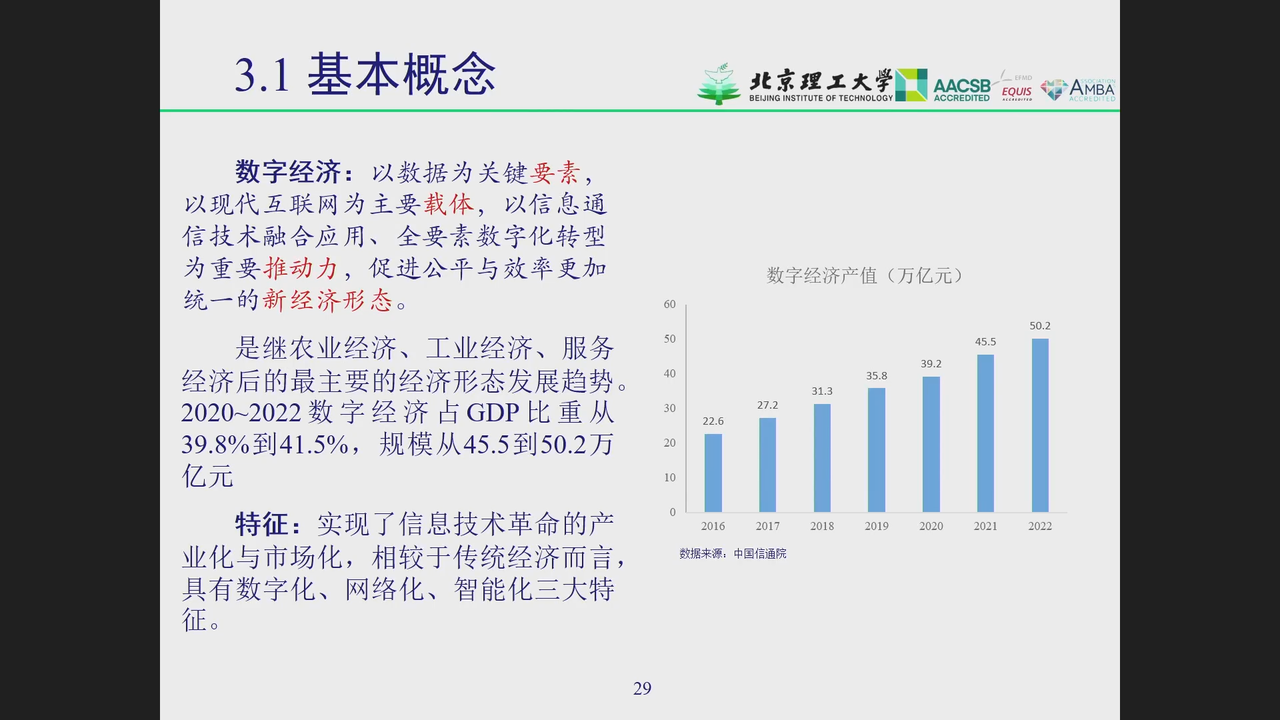 3.1 基本概念
北京理工大学
BEIJING INSTITUTE OF TECHNOLOGY
AACSB
ACCREDITED
EFMD
EQUIS
ACCREDITED
ASSOCIATION
AMBA
ACCREDITED
数字经济：以数据为关键要素，
以现代互联网为主要载体，以信息通
信技术融合应用、全要素数字化转型
为重要推动力，促进公平与效率更加
统一的新经济形态。
是继农业经济、工业经济、服务
经济后的最主要的经济形态发展趋势。
2020~2022数字经济占GDP比重从
39.8%到41.5%，规模从45.5到50.2万
亿元
特征：实现了信息技术革命的产
业化与市场化，相较于传统经济而言，
具有数字化、网络化、智能化三大特
征。
数字经济产值（万亿元）
60
50
40
30
20
10
0
22.6
27.2
31.3
35.8
39.2
45.5
50.2
2016 2017 2018 2019 2020 2021 2022
数据来源：中国信通院
29